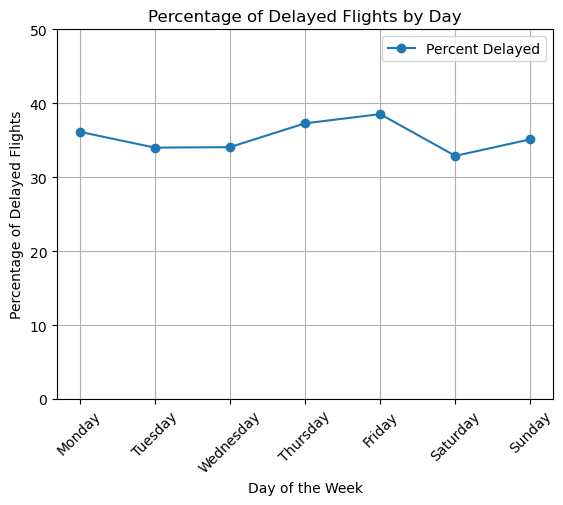 Percentage of Delayed Flights by Day
Percent Delayed
Percentage of Delayed Flights
50
40
30
20
10
0
Monday
Tuesday
Wednesday
Thursday
Friday
Saturday
Sunday
Day of the Week